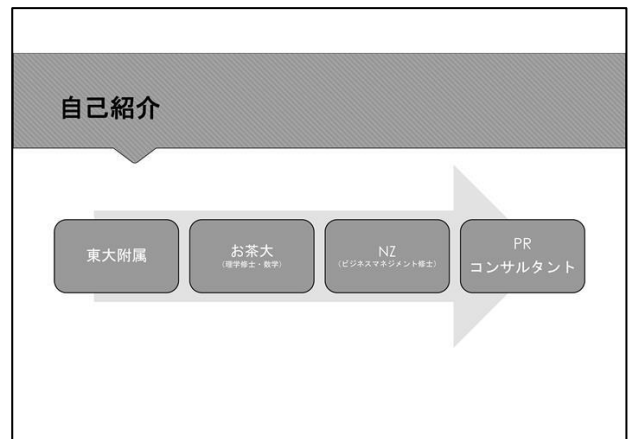 自己紹介
東大附属
お茶大
(理学修士・数学)
NZ
(ビジネスマネジメント修士)
PR
コンサルタント